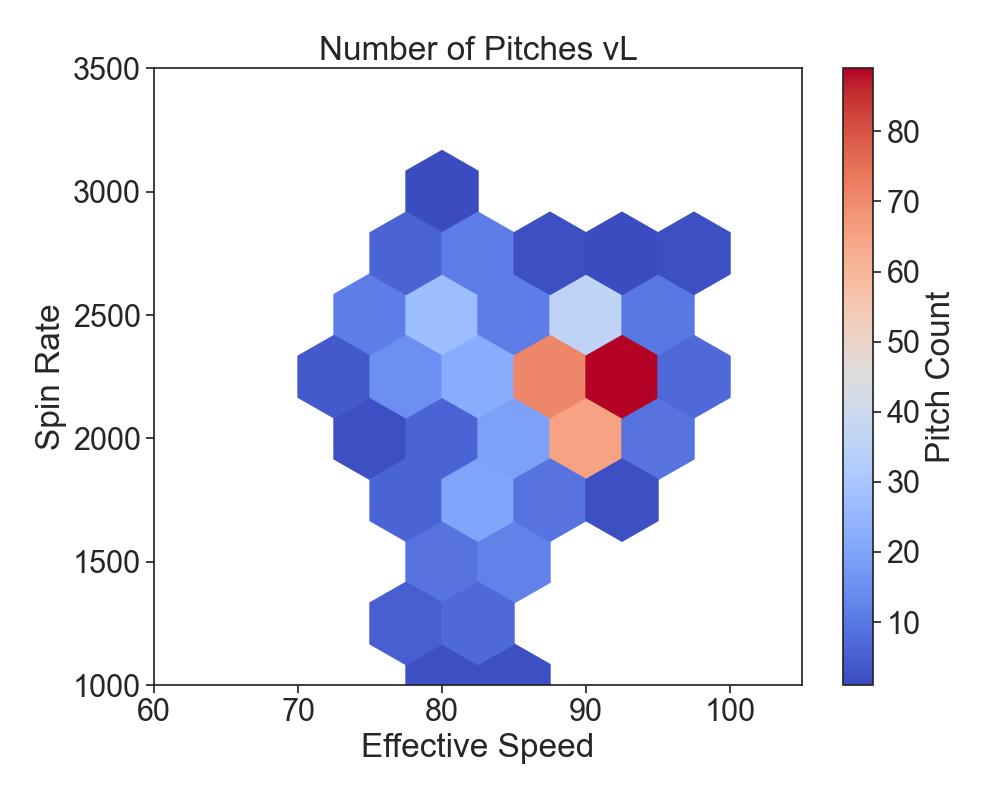 Number of Pitches vL
3500
3000
2500
2000
1500
1000
Spin Rate
60 70 80 90 100
Effective Speed
80
70
60
50
40
30
20
10
Pitch Count